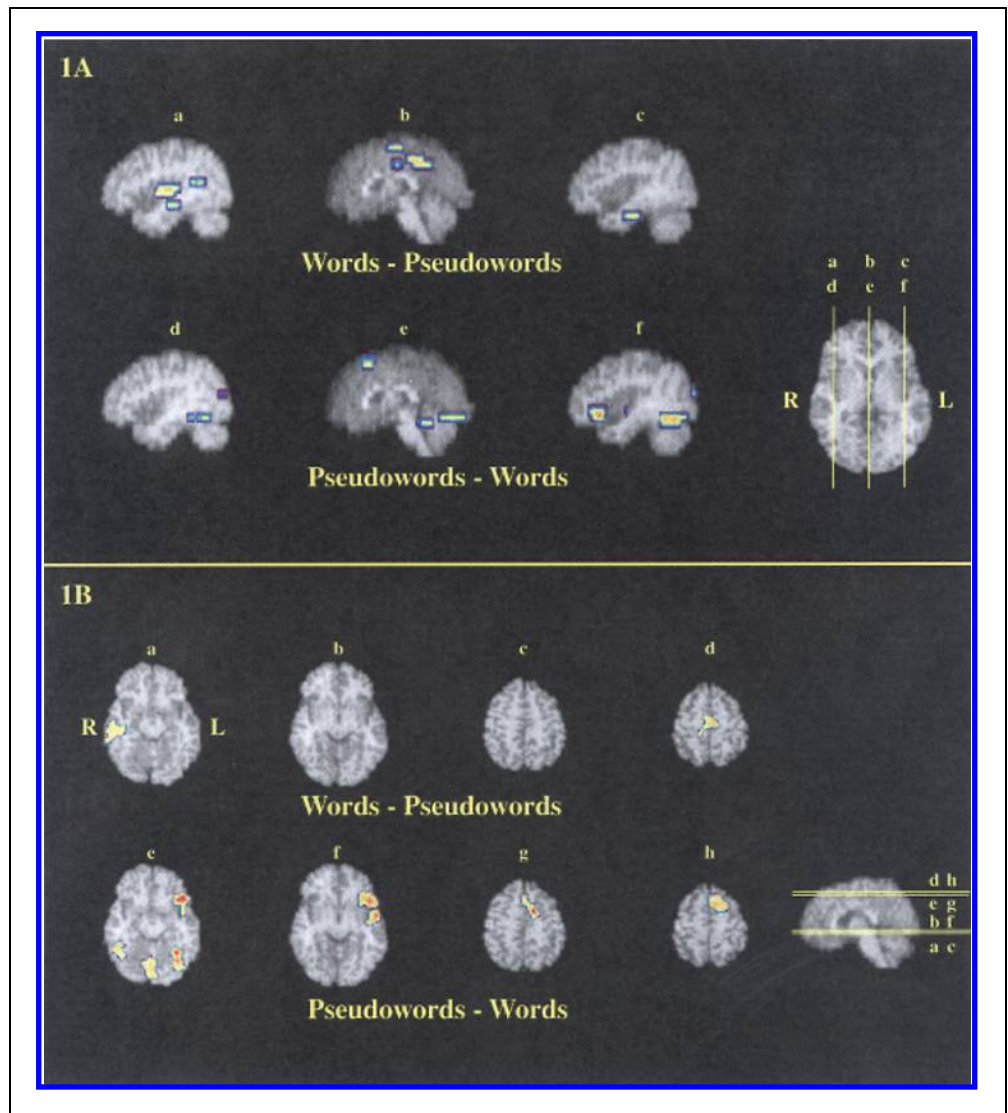 1A
a b c
Words - Pseudowords
a b c
d e f
d e f
R L
Pseudowords - Words
1B
a b c d
R L
Words - Pseudowords
e f g h
d h
c g
b f
a e
Pseudowords - Words